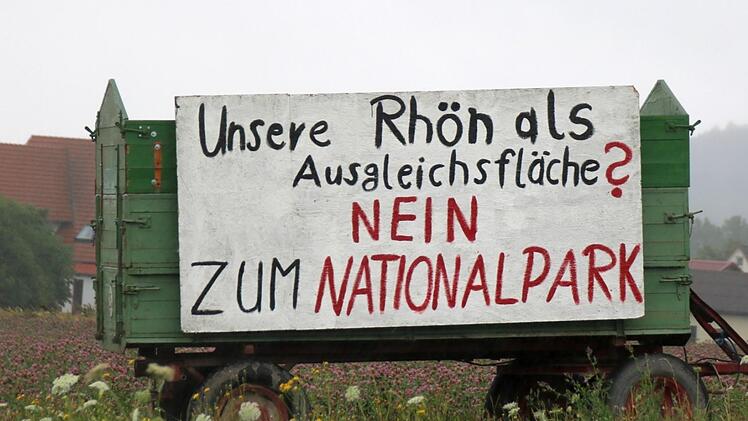 Unsere Rhön als
Ausgleichsfläche?
NEIN
ZUM NATIONALPARK